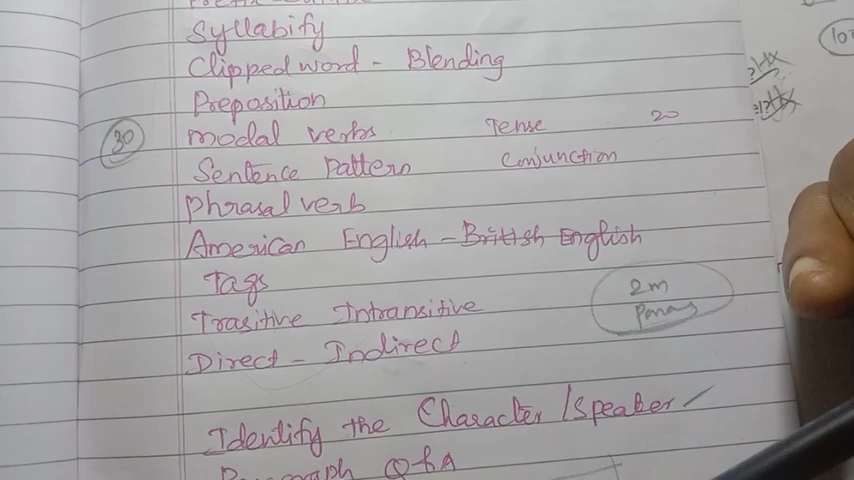 Syllabify
Clipped word - Blending
Preposition
30 modal verbs Tense 20
Sentence Pattern Conjunction
Phrasal verb
American English - British English
Tags
Trasitive Intransitive
2m
Direct - Indirect
Identify the Character / Speaker
Paragraph Q & A